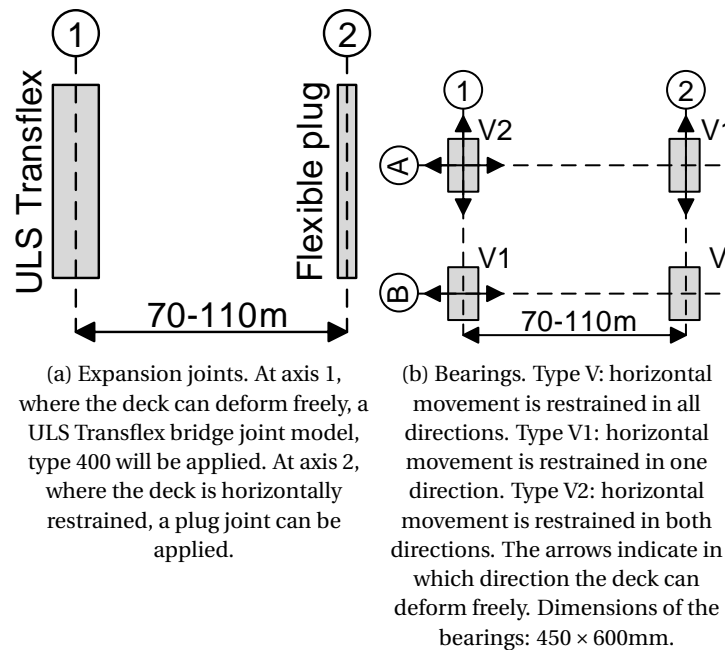 1
2
ULS Transflex
Flexible plug
70-110m
(a) Expansion joints. At axis 1,
where the deck can deform freely, a
ULS Transflex bridge joint model,
type 400 will be applied. At axis 2,
where the deck is horizontally
restrained, a plug joint can be
applied.
1
2
V2
V1
A
V1
V
B
70-110m
(b) Bearings. Type V: horizontal
movement is restrained in all
directions. Type V1: horizontal
movement is restrained in one
direction. Type V2: horizontal
movement is restrained in both
directions. The arrows indicate in
which direction the deck can
deform freely. Dimensions of the
bearings: 450 × 600mm.